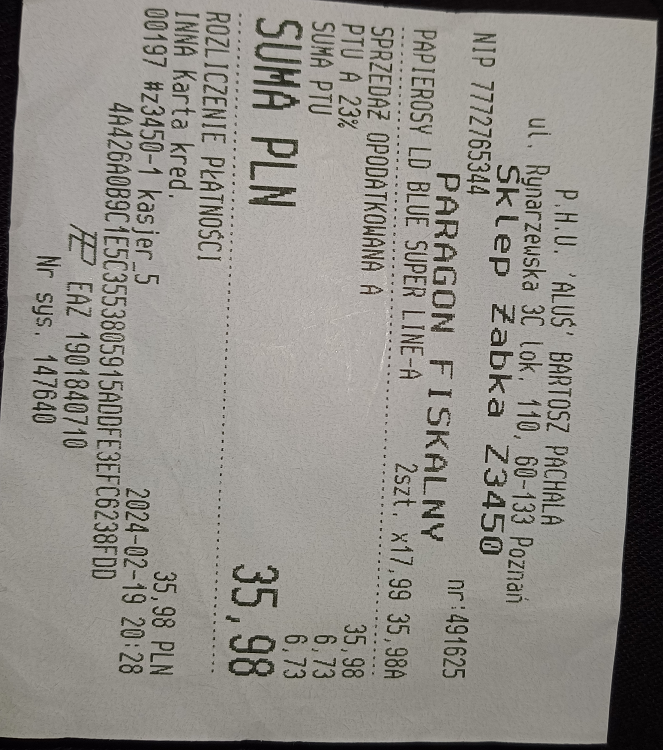 P.H.U. 'ALUŚ' BARTOSZ PACHALA
ul. Rynarzewska 3C lok. 110, 60-133 Poznań
Sklep Żabka Z3450
NIP 7772765344 nr:491625
PARAGON FISKALNY
PAPIEROSY LD BLUE SUPER LINE-A 2szt. x17,99 35,98A
SPRZEDAŻ OPODATKOWANA A 35,98
PTU A 23% 6,73
SUMA PTU 6,73
SUMA PLN 35,98
ROZLICZENIE PŁATNOŚCI
INNA Karta kred. 35,98 PLN
00197 #z3450-1 kasjer_5 2024-02-19 20:28
4A426A0B9C1E5C3553805915ADDFE3EFC6238FDD
EAZ 1901840710
Nr sys. 147640